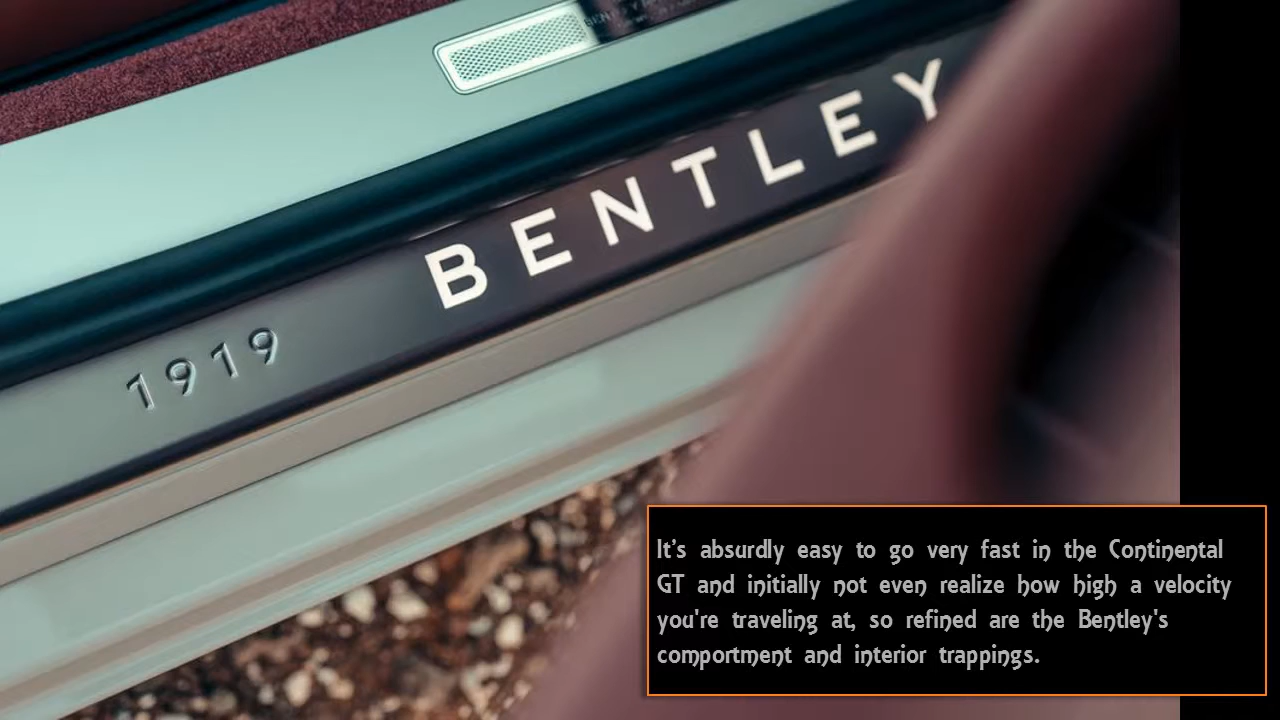 BENTLEY
1919
It's absurdly easy to go very fast in the Continental
GT and initially not even realize how high a velocity
you're traveling at, so refined are the Bentley's
comportment and interior trappings.